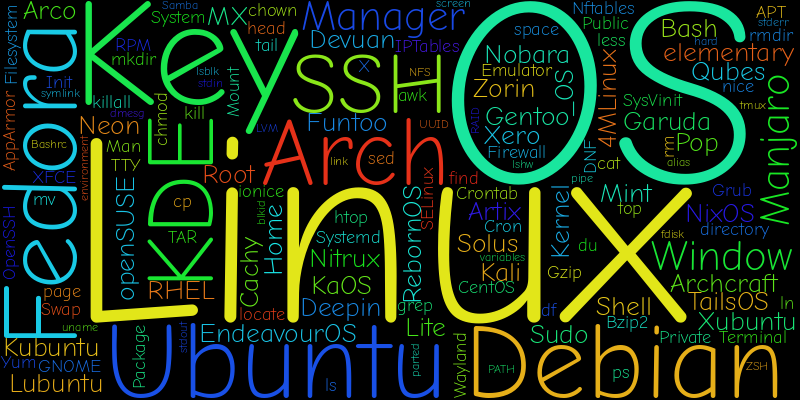 Arco
Filesystem
Fedora
Key
Samba
System
MX
chown
head
tail
Manager
screen
Devuan
IPTables
X
SSH
NFS
awk
OS
space
Nobara
Emulator
Zorin
OS
Gentoo
Xero
Firewall
lshw
RAID
Nftables
Public
less
Bash
hard
APT
stderr
rmdir
elementary
Qubes
nice
tmux
4MLinux
SysVinit
Garuda
Pop
rm
alias
cat
DNF
pipe
Manjaro
RPM
mkdir
lsblk
stdin
Mount
Init
symlink
killall
dmesg
chmod
kill
LVM
AppArmor
Bashrc
Neon
Man
TTY
environment
XFCE
mv
OpenSSH
KDE
cp
TAR
Funtoo
UUID
Arch
link
sed
find
Root
ionice
blkid
Home
Cachy
locate
openSUSE
RHEL
Linux
htop
Systemd
Nitrux
KaOS
Deepin
grep
RebornOS
SELinux
Crontab
Artix
Cron
Solus
variables
Kali
CentOS
Gzip
Kernel
du
df
Mint
top
Grub
NixOS
directory
fdisk
Window
Archcraft
TailsOS
ln
Shell
Bzip2
Xubuntu
Sudo
Private
Terminal
page
Swap
uname
Kubuntu
Yum
GNOME
Lubuntu
Package
stdout
EndeavourOS
Ubuntu
ls
parted
Lite
Wayland
Debian
PATH
ps
ZSH